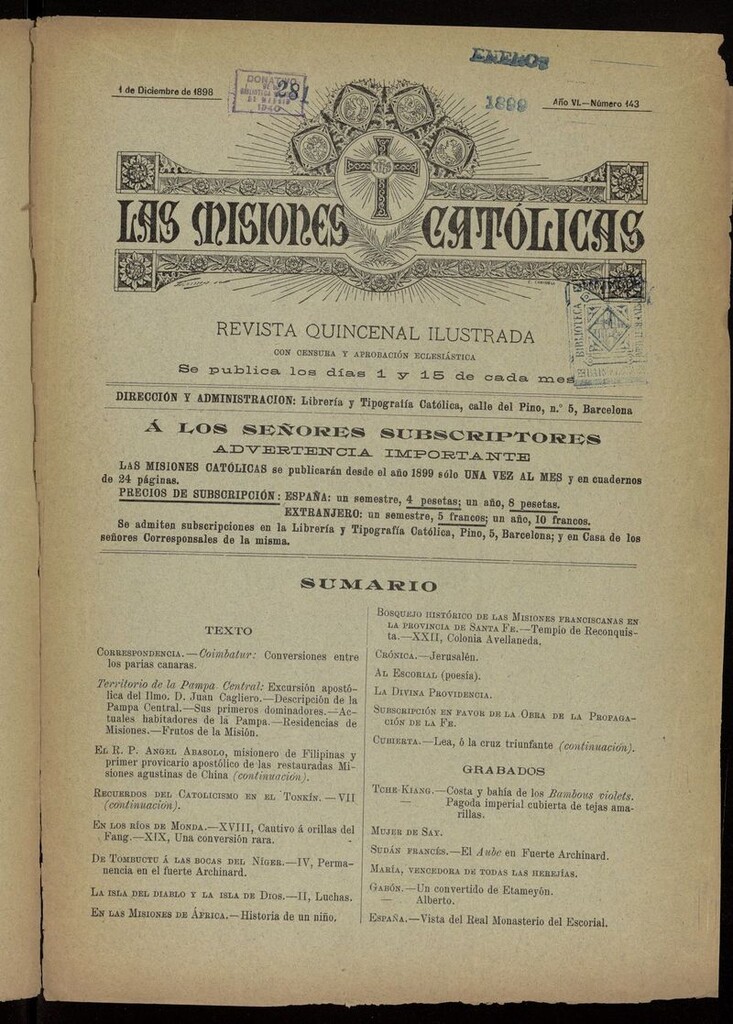 ENERO
1899
1 de Diciembre de 1898
DONATIVO
28
DE MADRID
1940
Año VI.—Número 143
IHS
LAS MISIONES CATÓLICAS
REVISTA QUINCENAL ILUSTRADA
CON CENSURA Y APROBACIÓN ECLESIÁSTICA
Se publica los días 1 y 15 de cada mes
BIBLIOTECA
DIRECCIÓN Y ADMINISTRACION: Librería y Tipografía Católica, calle del Pino, n.° 5, Barcelona
Á LOS SEÑORES SUBSCRIPTORES
ADVERTENCIA IMPORTANTE
LAS MISIONES CATÓLICAS se publicarán desde el año 1899 sólo UNA VEZ AL MES y en cuadernos
de 24 páginas.
PRECIOS DE SUBSCRIPCIÓN: ESPAÑA: un semestre, 4 pesetas; un año, 8 pesetas.
EXTRANJERO: un semestre, 5 francos; un año, 10 francos.
Se admiten subscripciones en la Librería y Tipografía Católica, Pino, 5, Barcelona; y en Casa de los
señores Corresponsales de la misma.
SUMARIO
TEXTO
Correspondencia.—Coimbatur: Conversiones entre
los parias canaras.
Territorio de la Pampa Central: Excursión apostó-
lica del Ilmo. D. Juan Cagliero.—Descripción de la
Pampa Central.—Sus primeros dominadores.—Ac-
tuales habitadores de la Pampa.—Residencias de
Misiones.—Frutos de la Misión.
El R. P. Angel Abasolo, misionero de Filipinas y
primer provicario apostólico de las restauradas Mi-
siones agustinas de China (continuación).
Recuerdos del Catolicismo en el Tonkín.—VII
(continuación).
En los ríos de Monda.—XVIII, Cautivo á orillas del
Fang.—XIX, Una conversión rara.
De Tombuctu á las bocas del Níger.—IV, Perma-
nencia en el fuerte Archinard.
La isla del diablo y la isla de Dios.—II, Luchas.
En las Misiones de África.—Historia de un niño.
Bosquejo histórico de las Misiones franciscanas en
la provincia de Santa Fe.—Templo de Reconquis-
ta.—XXII, Colonia Avellaneda.
Crónica.—Jerusalén.
Al Escorial (poesía).
La Divina Providencia.
Subscripción en favor de la Obra de la Propaga-
ción de la Fe.
Cubierta.—Lea, ó la cruz triunfante (continuación).
GRABADOS
Tche-Kiang.—Costa y bahía de los Bambous violets.
— Pagoda imperial cubierta de tejas ama-
rillas.
Mujer de Say.
Sudán francés.—El Aube en Fuerte Archinard.
María, vencedora de todas las herejías.
Gabón.—Un convertido de Etameyón.
— Alberto.
España.—Vista del Real Monasterio del Escorial.